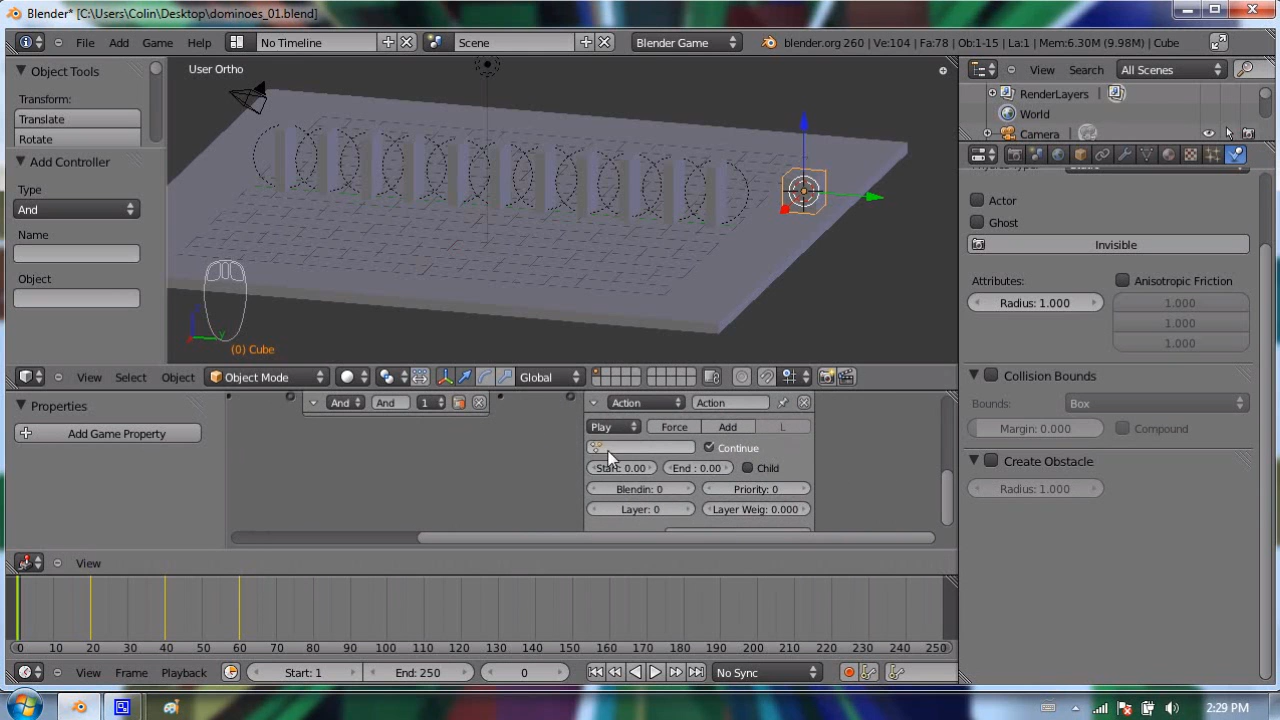 Blender* [C:\Users\Colin\Desktop\dominoes_01.blend]
File Add Game Help No Timeline Scene Blender Game blender.org 260 | Ve:104 | Fa:78 | Ob:1-15 | La:1 | Mem:6.30M (9.98M) | Cube
Object Tools
Transform:
Translate
Rotate
Add Controller
Type
And
Name
Object
User Ortho
(0) Cube
View Select Object Object Mode Global
View Search All Scenes
RenderLayers
World
Camera
Actor
Ghost
Invisible
Attributes: Anisotropic Friction
Radius: 1.000 1.000
1.000
1.000
Collision Bounds
Bounds: Box
Margin: 0.000 Compound
Create Obstacle
Radius: 1.000
Properties
Add Game Property
And And 1
Action Action
Play Force Add L
Continue
Start: 0.00 End : 0.00 Child
Blendin: 0 Priority: 0
Layer: 0 Layer Weig: 0.000
View
0 10 20 30 40 50 60 70 80 90 100 110 120 130 140 150 160 170 180 190 200 210 220 230 240 250
View Frame Playback Start: 1 End: 250 0 No Sync
2:29 PM